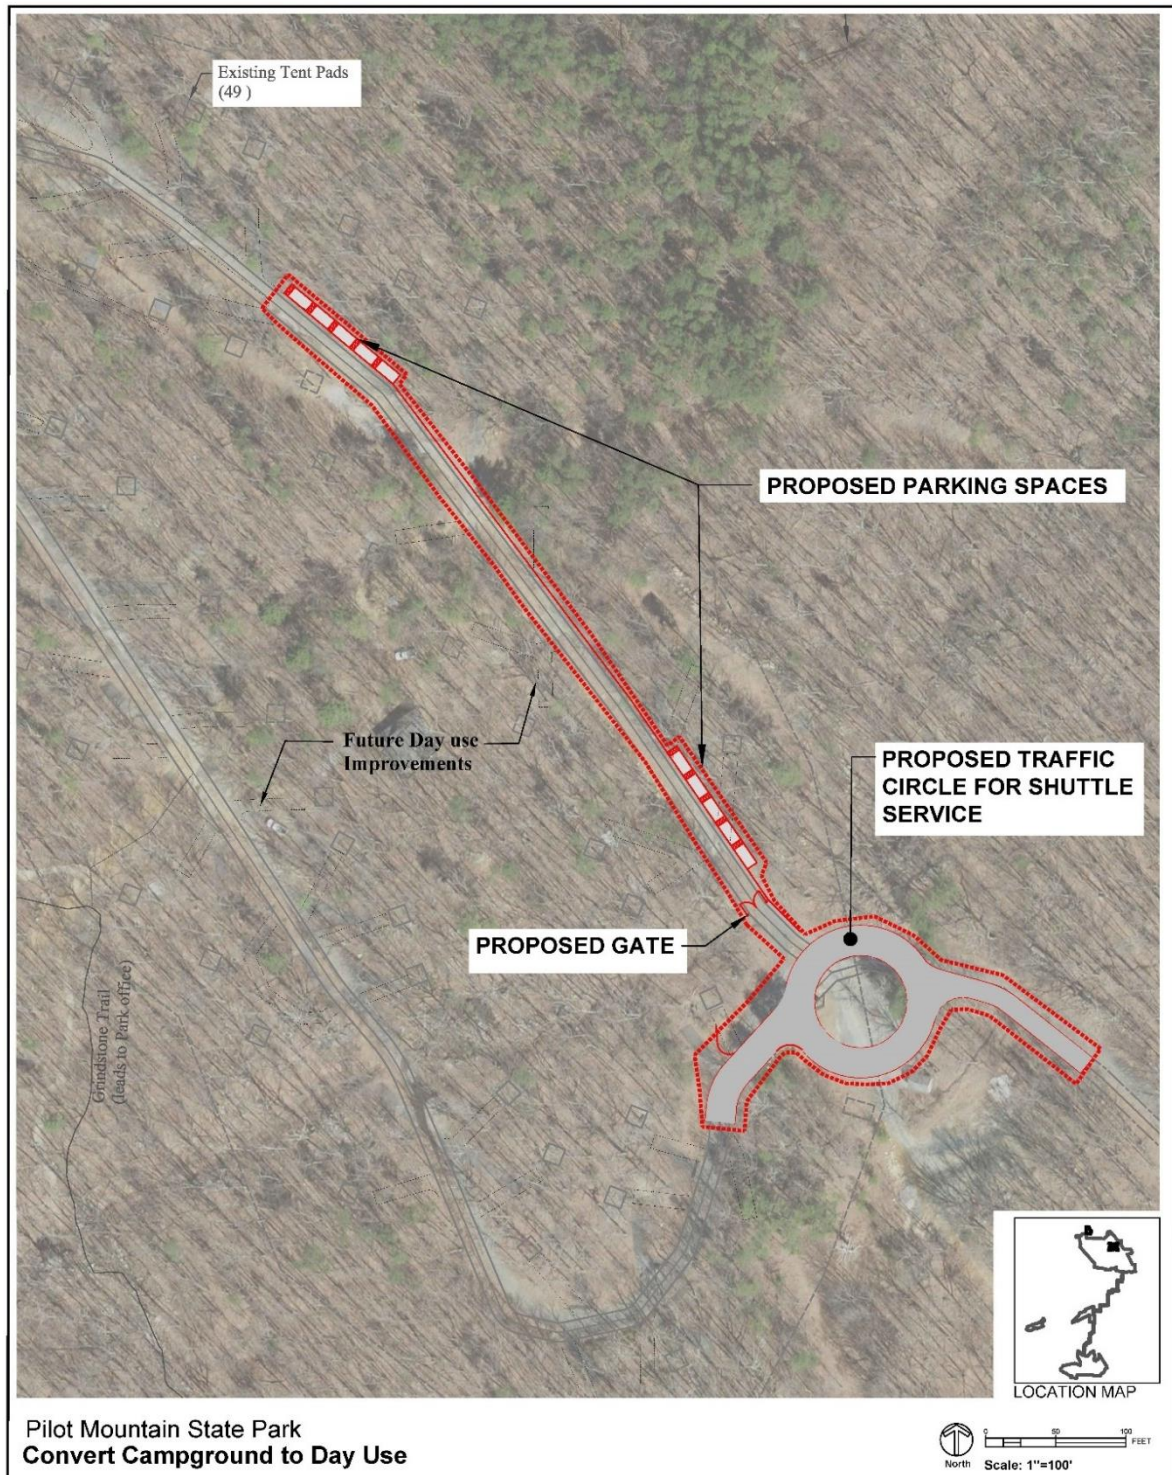 Existing Tent Pads
(49 )
PROPOSED PARKING SPACES
Future Day use
Improvements
PROPOSED TRAFFIC
CIRCLE FOR SHUTTLE
SERVICE
PROPOSED GATE
Grindstone Trail
(leads to Park office)
LOCATION MAP
Pilot Mountain State Park
Convert Campground to Day Use
North
0 50 100
FEET
Scale: 1"=100'